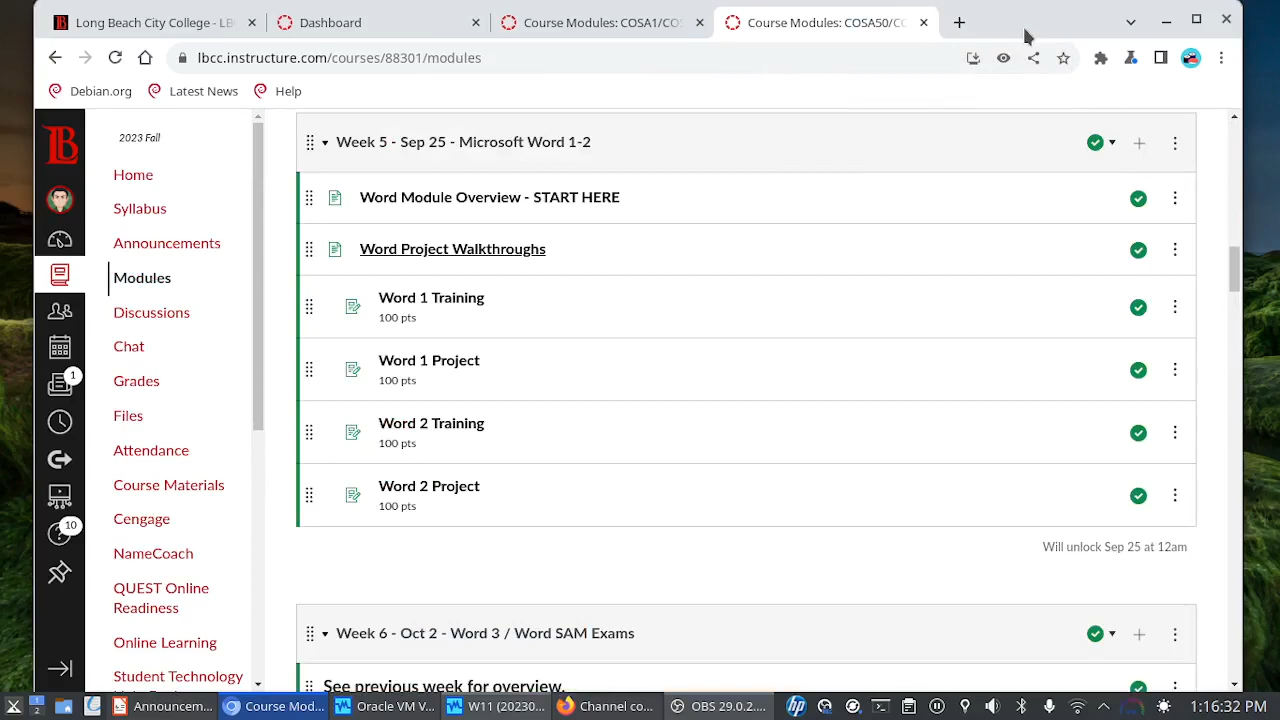 Long Beach City College - LB
Dashboard
Course Modules: COSA1/COS
Course Modules: COSA50/CC
lbcc.instructure.com/courses/88301/modules
Debian.org
Latest News
Help
LB
2023 Fall
Home
Syllabus
Announcements
Modules
Discussions
Chat
Grades
Files
Attendance
Course Materials
Cengage
NameCoach
QUEST Online
Readiness
Online Learning
Student Technology
1
10
Week 5 - Sep 25 - Microsoft Word 1-2
Word Module Overview - START HERE
Word Project Walkthroughs
Word 1 Training
100 pts
Word 1 Project
100 pts
Word 2 Training
100 pts
Word 2 Project
100 pts
Will unlock Sep 25 at 12am
Week 6 - Oct 2 - Word 3 / Word SAM Exams
See previous week for overview.
1
2
Announcem...
Course Mod...
Oracle VM V...
W11 (20230...
Channel co...
OBS 29.0.2....
1:16:32 PM